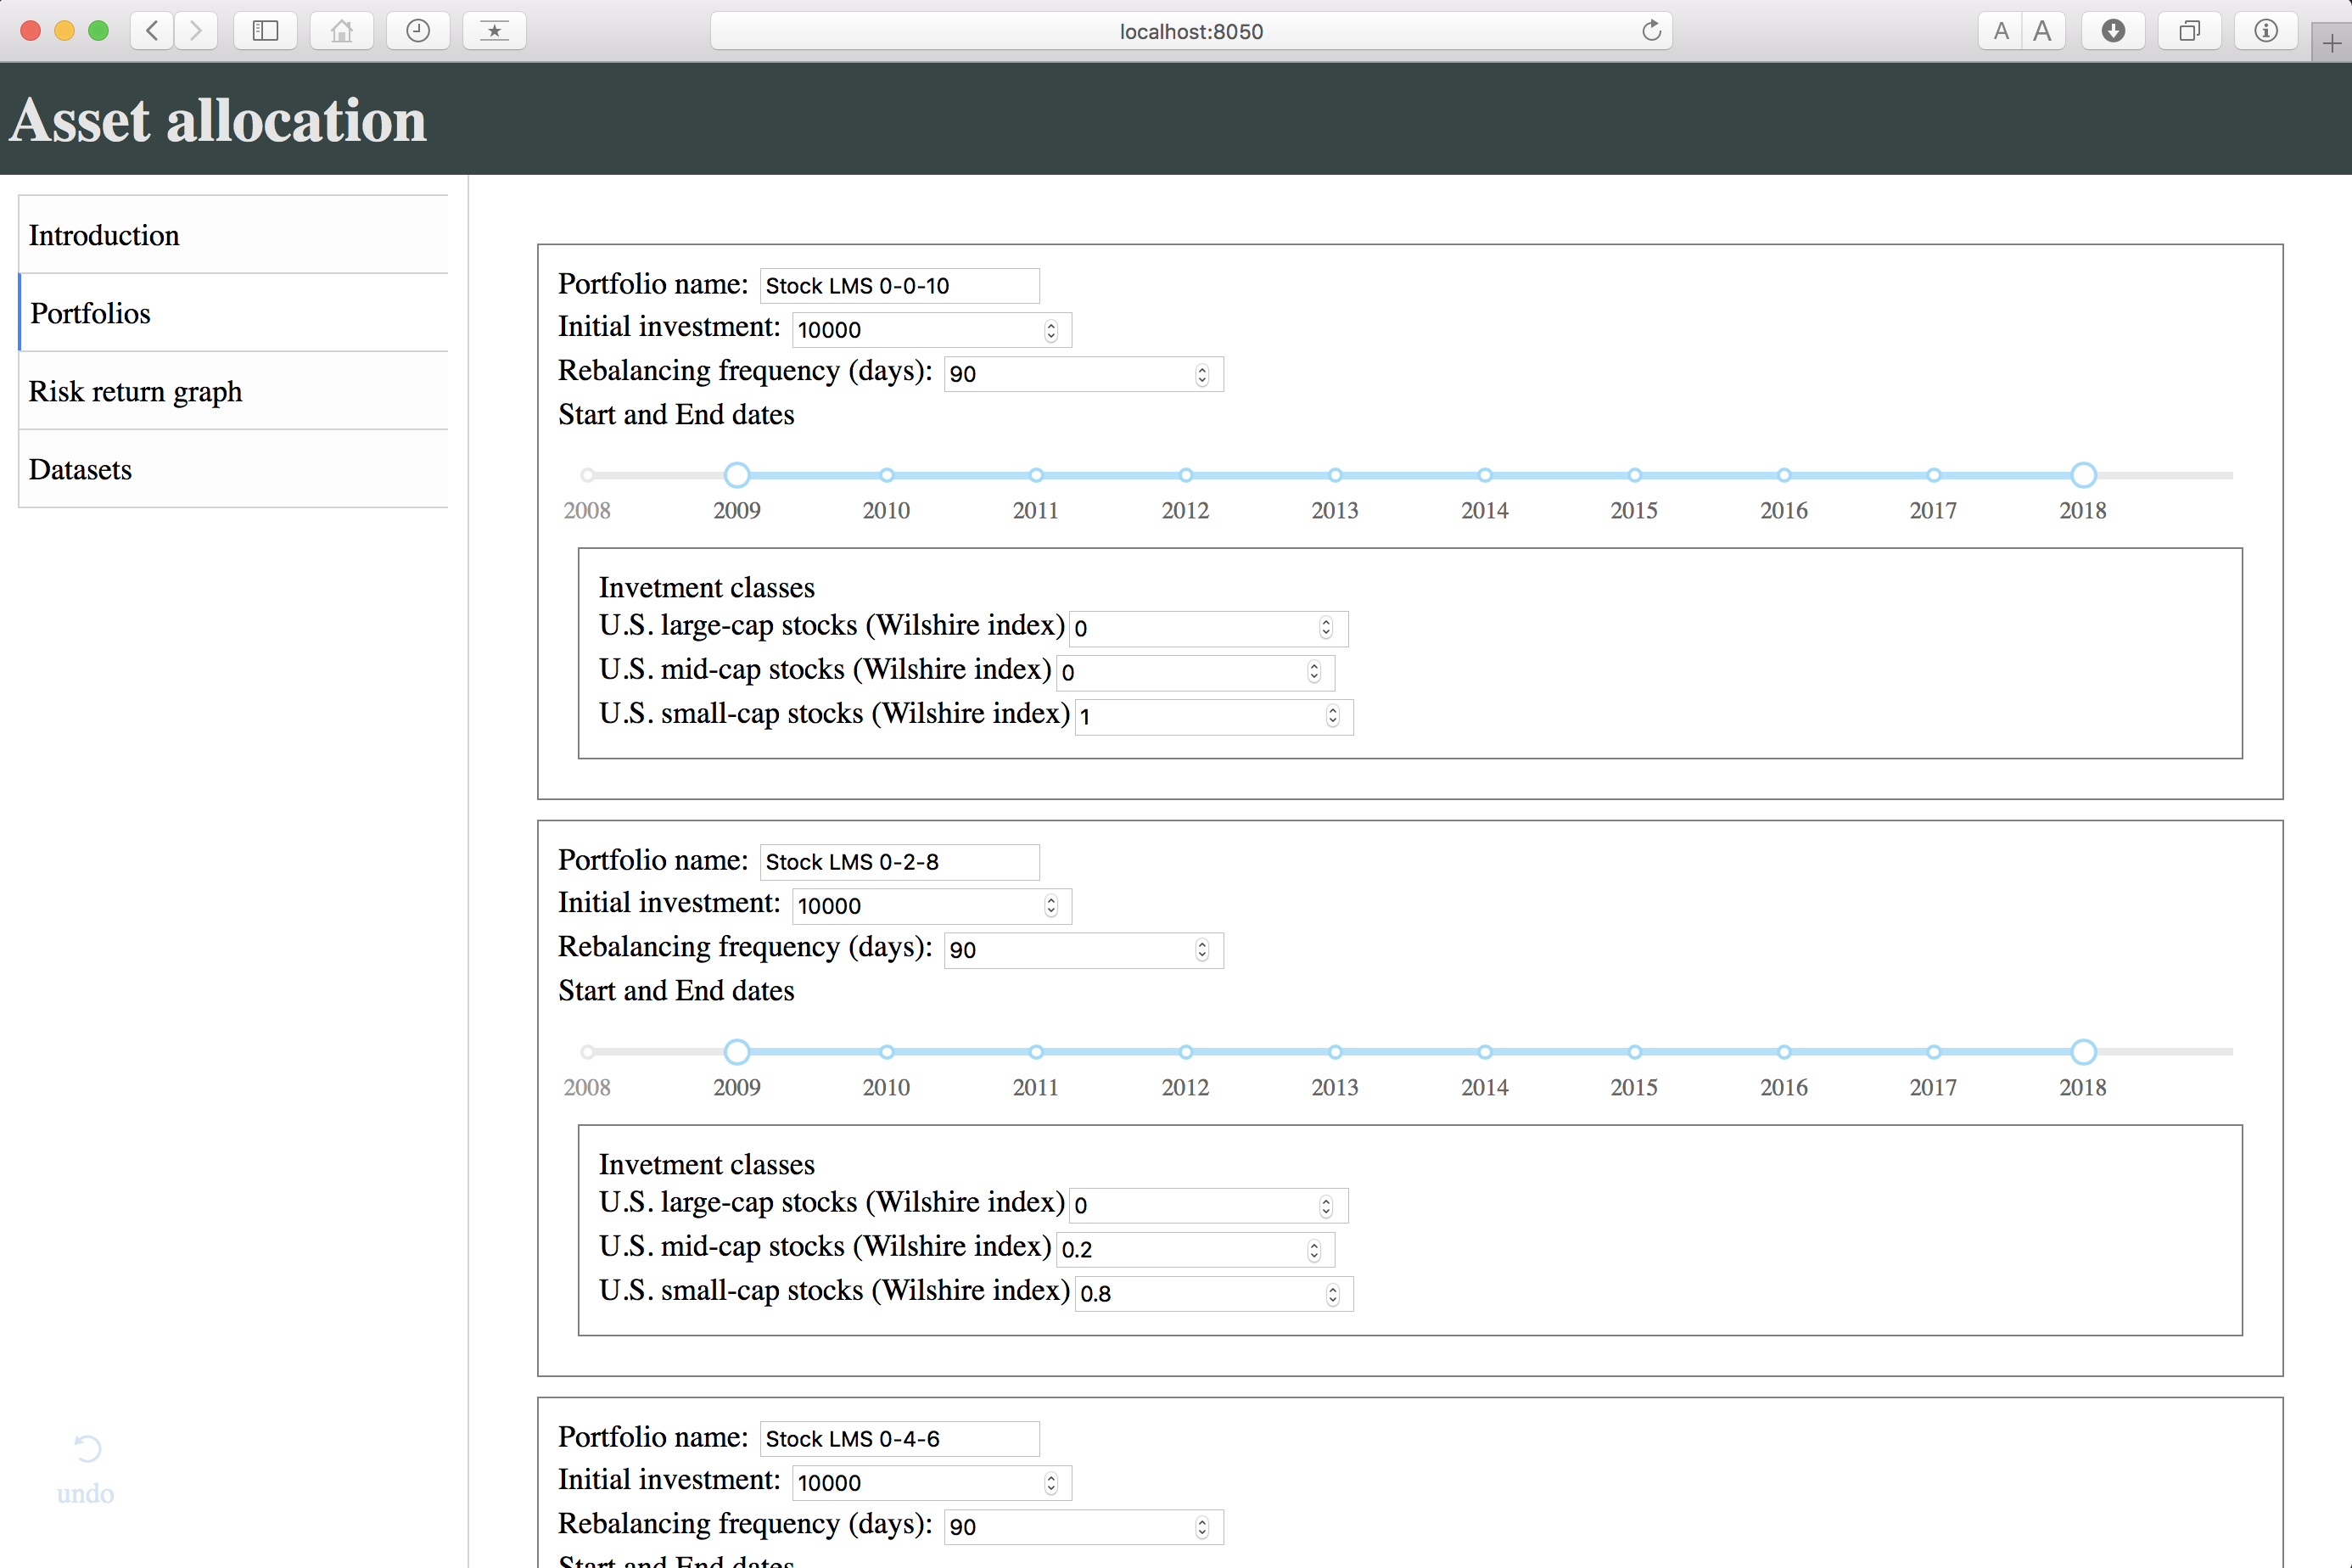 localhost:8050
A A
Asset allocation
Introduction
Portfolios
Risk return graph
Datasets
Portfolio name: Stock LMS 0-0-10
Initial investment: 10000
Rebalancing frequency (days): 90
Start and End dates
2008 2009 2010 2011 2012 2013 2014 2015 2016 2017 2018
Invetment classes
U.S. large-cap stocks (Wilshire index) 0
U.S. mid-cap stocks (Wilshire index) 0
U.S. small-cap stocks (Wilshire index) 1
Portfolio name: Stock LMS 0-2-8
Initial investment: 10000
Rebalancing frequency (days): 90
Start and End dates
2008 2009 2010 2011 2012 2013 2014 2015 2016 2017 2018
Invetment classes
U.S. large-cap stocks (Wilshire index) 0
U.S. mid-cap stocks (Wilshire index) 0.2
U.S. small-cap stocks (Wilshire index) 0.8
Portfolio name: Stock LMS 0-4-6
Initial investment: 10000
Rebalancing frequency (days): 90
Start and End dates
undo